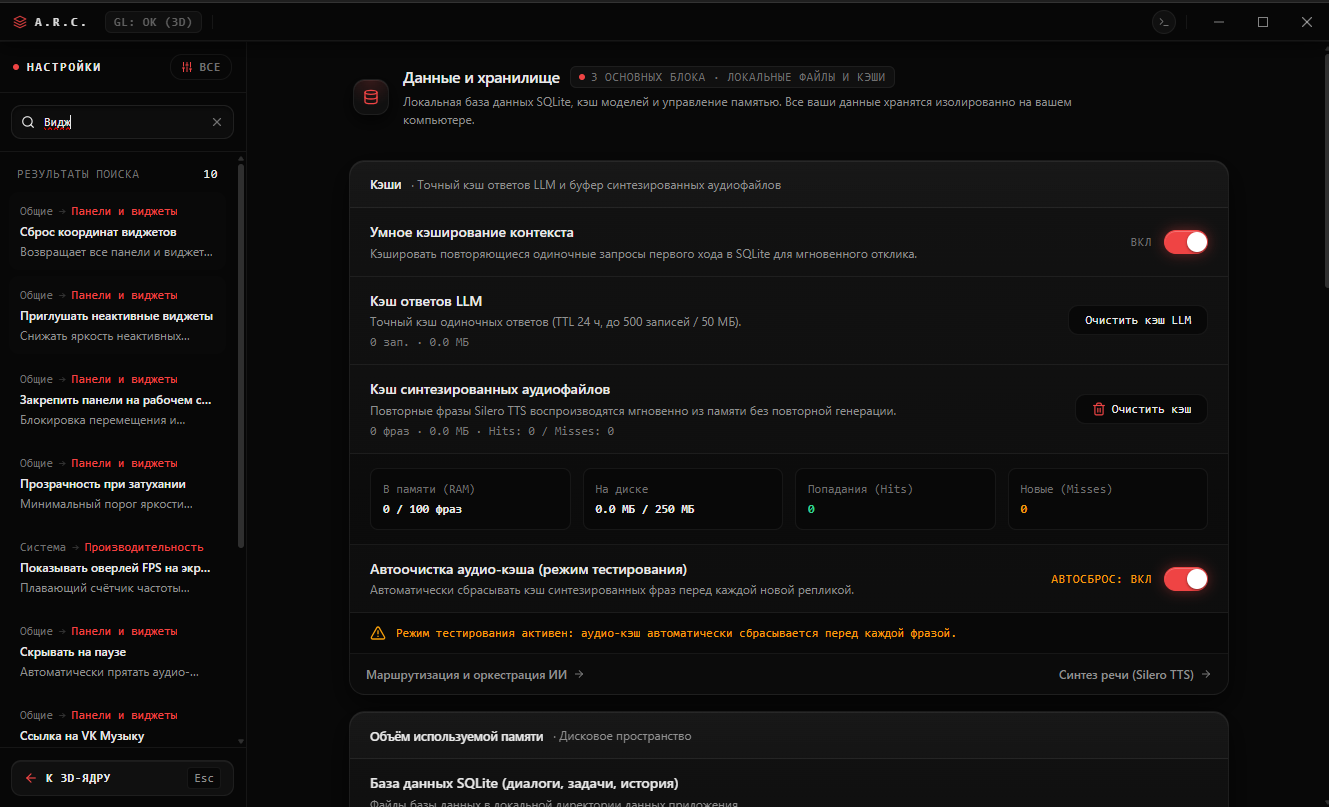 A.R.C.
GL: OK (3D)
НАСТРОЙКИ
ВСЕ
Видж
РЕЗУЛЬТАТЫ ПОИСКА 10
Общие → Панели и виджеты
Сброс координат виджетов
Возвращает все панели и виджет...
Общие → Панели и виджеты
Приглушать неактивные виджеты
Снижать яркость неактивных...
Общие → Панели и виджеты
Закрепить панели на рабочем с...
Блокировка перемещения и...
Общие → Панели и виджеты
Прозрачность при затухании
Минимальный порог яркости...
Система → Производительность
Показывать оверлей FPS на экр...
Плавающий счётчик частоты...
Общие → Панели и виджеты
Скрывать на паузе
Автоматически прятать аудио-...
Общие → Панели и виджеты
Ссылка на VK Музыку
← К 3D-ЯДРУ Esc
Данные и хранилище
3 ОСНОВНЫХ БЛОКА · ЛОКАЛЬНЫЕ ФАЙЛЫ И КЭШИ
Локальная база данных SQLite, кэш моделей и управление памятью. Все ваши данные хранятся изолированно на вашем
компьютере.
Кэши · Точный кэш ответов LLM и буфер синтезированных аудиофайлов
Умное кэширование контекста
Кэшировать повторяющиеся одиночные запросы первого хода в SQLite для мгновенного отклика.
ВКЛ
Кэш ответов LLM
Точный кэш одиночных ответов (TTL 24 ч, до 500 записей / 50 МБ).
0 зап. · 0.0 МБ
Очистить кэш LLM
Кэш синтезированных аудиофайлов
Повторные фразы Silero TTS воспроизводятся мгновенно из памяти без повторной генерации.
0 фраз · 0.0 МБ · Hits: 0 / Misses: 0
Очистить кэш
В памяти (RAM)
0 / 100 фраз
На диске
0.0 МБ / 250 МБ
Попадания (Hits)
0
Новые (Misses)
0
Автоочистка аудио-кэша (режим тестирования)
Автоматически сбрасывать кэш синтезированных фраз перед каждой новой репликой.
АВТОСБРОС: ВКЛ
Режим тестирования активен: аудио-кэш автоматически сбрасывается перед каждой фразой.
Маршрутизация и оркестрация ИИ →
Синтез речи (Silero TTS) →
Объём используемой памяти · Дисковое пространство
База данных SQLite (диалоги, задачи, история)
Файлы базы данных в локальной директории данных приложения.